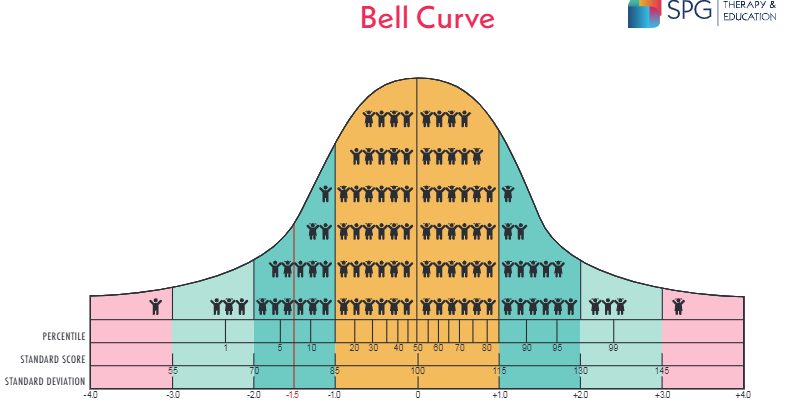 Bell Curve
SPG THERAPY &
EDUCATION
PERCENTILE
1 5 10 20 30 40 50 60 70 80 90 95 99
STANDARD SCORE
55 70 85 100 115 130 145
STANDARD DEVIATION
-4.0 -3.0 -2.0 -1.5 -1.0 0 +1.0 +2.0 +3.0 +4.0